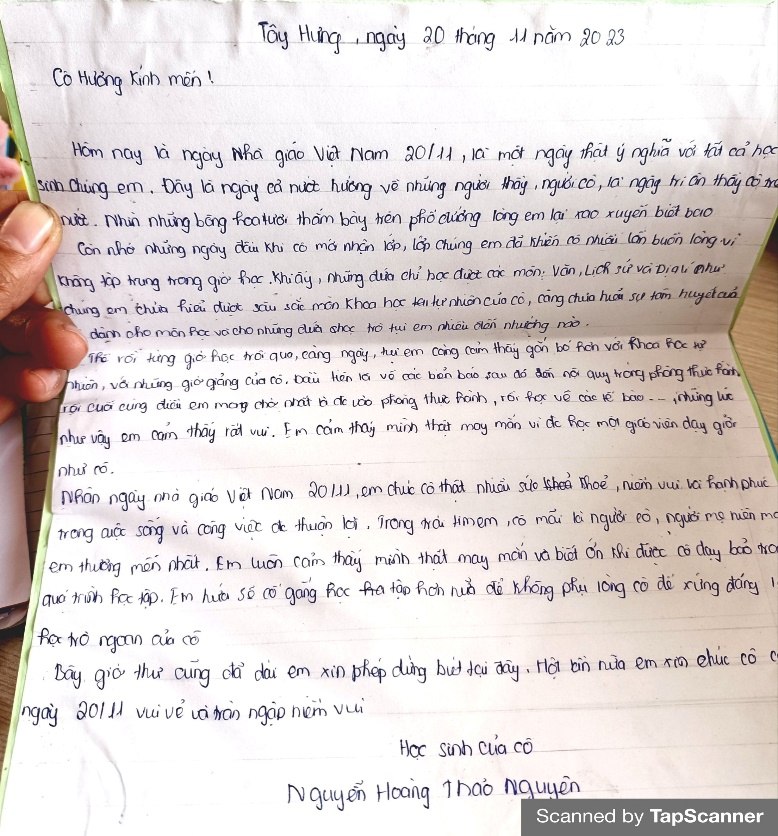 Tây Hưng, ngày 20 tháng 11 năm 2023
Cô Hường kính mến!
Hôm nay là ngày Nhà giáo Việt Nam 20/11, là một ngày thật ý nghĩa với tất cả học
sinh chúng em. Đây là ngày cả nước hướng về những người thầy, người cô, là ngày tri ân thầy cô
nước. Nhìn những bông hoa tươi thắm bày trên phố đường lòng em lại xao xuyến biết bao
Còn nhớ những ngày đầu khi cô mới nhận lớp, lớp chúng em đã khiến cô nhiều lần buồn lòng vì
không tập trung trong giờ học. Khi ấy, những đứa chỉ học được các môn: Văn, Lịch sử và Địa lí như
chúng em chưa hiểu được sâu sắc môn khoa học tự nhiên của cô, càng chưa hiểu sự tâm huyết của
dành cho môn học và cho những đứa học trò tụi em nhiều đến nhường nào.
Thế rồi từng giờ học trôi qua, càng ngày, tụi em càng cảm thấy gắn bó hơn với khoa học tự
nhiên, với những giờ giảng của cô. Đầu tiên là vẽ các bản báo sau đó đến nội quy trong phòng thực hành
rồi cuối cùng điều em mong chờ nhất là đc vào phòng thực hành, rồi học về các tế bào ..., những lúc
như vậy em cảm thấy rất vui. Em cảm thấy mình thật may mắn vì đc học một giáo viên dạy giỏi
như cô.
Nhân ngày nhà giáo Việt Nam 20/11, em chúc cô thật nhiều sức khoẻ, niềm vui và hạnh phúc
trong cuộc sống và công việc đc thuận lợi. Trong trái tim em, cô mãi là người cô, người mẹ hiền mà
em thương mến nhất. Em luôn cảm thấy mình thật may mắn và biết ơn khi được cô dạy bảo
quá trình học tập. Em hứa sẽ cố gắng học tập hơn nữa để không phụ lòng cô để xứng đáng
học trò ngoan của cô
Bây giờ thư cũng đã dài em xin phép dừng bút tại đây. Một lần nữa em xin chúc cô
ngày 20/11 vui vẻ và tràn ngập niềm vui
Học sinh của cô
Nguyễn Hoàng Thảo Nguyên
Scanned by TapScanner